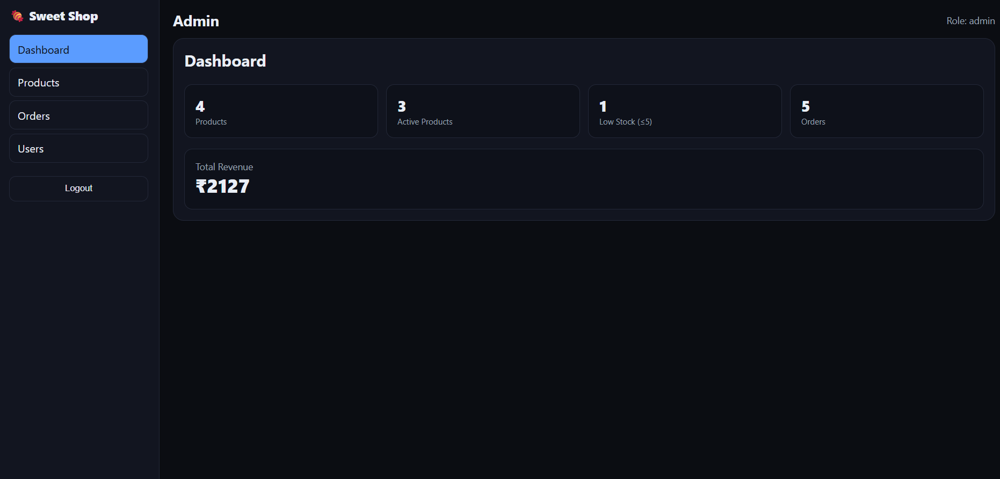 Sweet Shop
Dashboard
Products
Orders
Users
Logout
Admin
Role: admin
Dashboard
4
Products
3
Active Products
1
Low Stock (≤5)
5
Orders
Total Revenue
₹2127